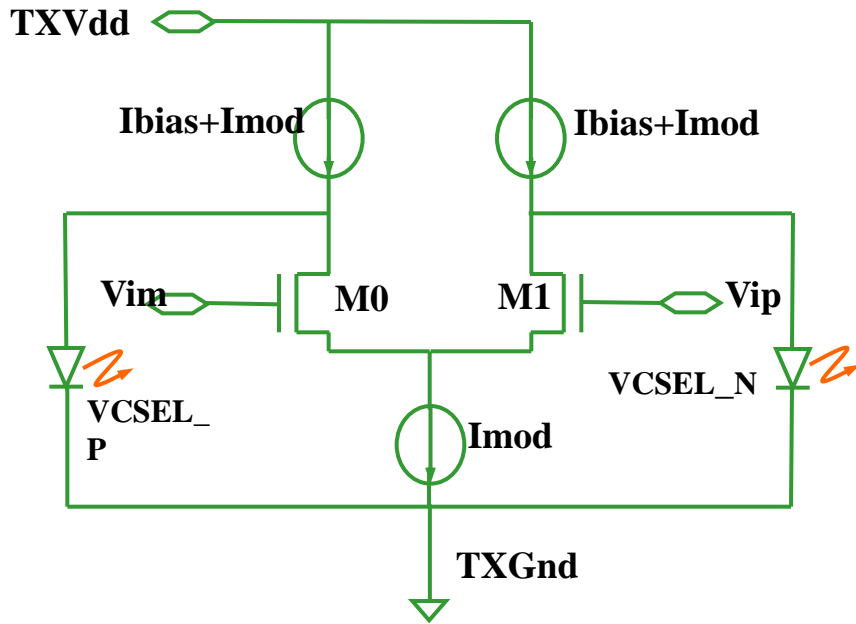 TXVdd
Ibias+Imod
Ibias+Imod
Vim
M0
M1
Vip
VCSEL_
P
VCSEL_N
Imod
TXGnd